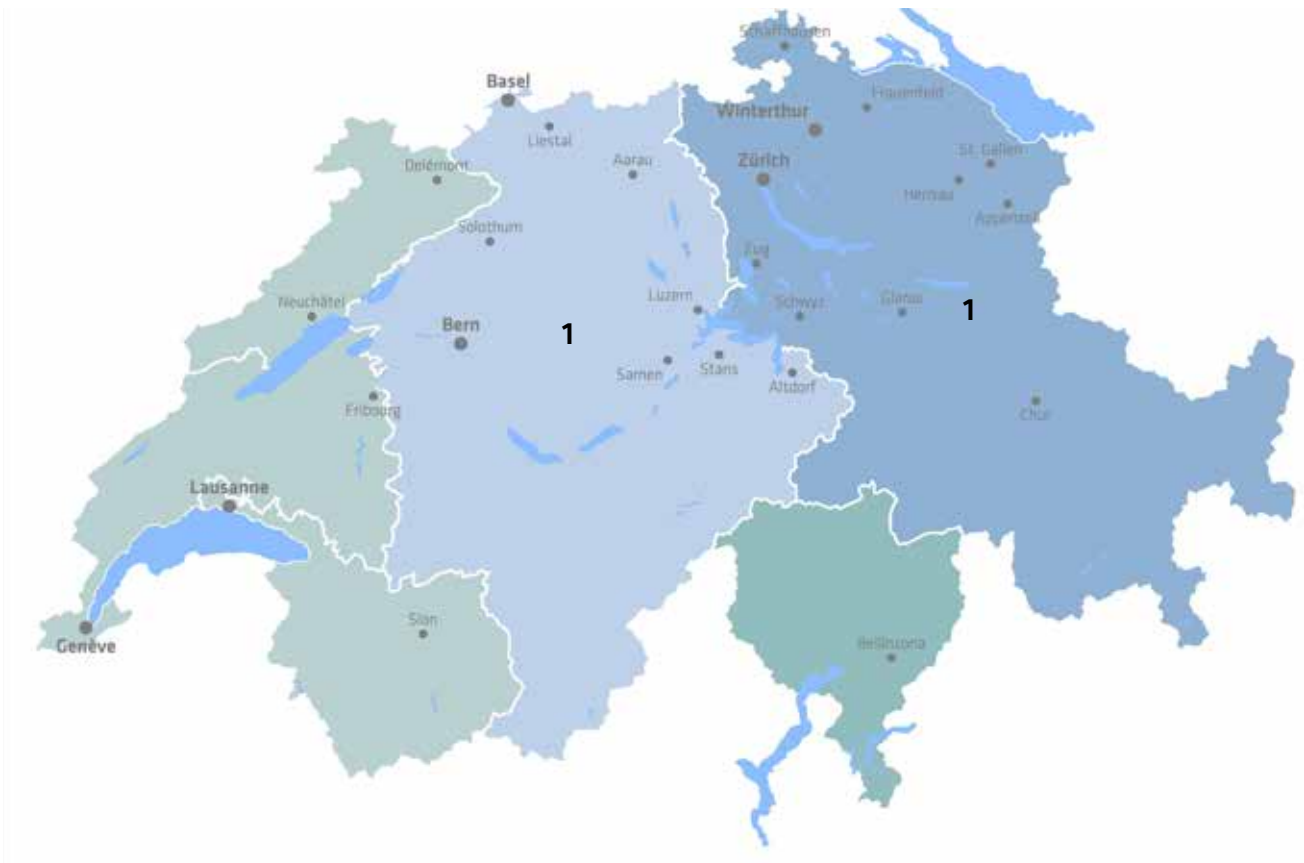 Schaffhausen
Basel
Frauenfeld
Winterthur
Liestal
St. Gallen
Aarau
Zürich
Delémont
Herisau
Appenzell
Solothurn
Zug
Luzern
Schwyz
Glarus
1
Neuchâtel
Bern
1
Sarnen
Stans
Altdorf
Fribourg
Chur
Lausanne
Sion
Genève
Bellinzona